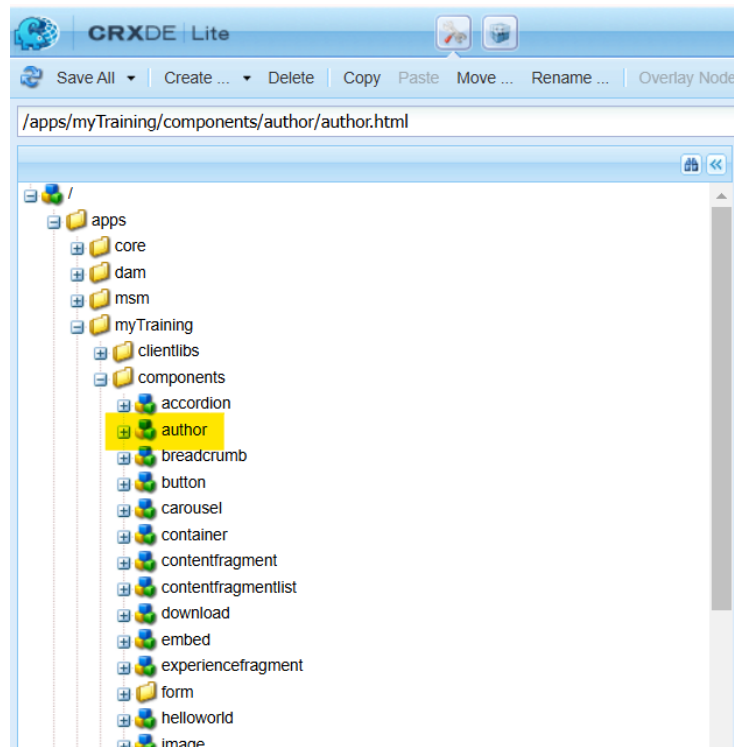 CRXDE Lite
Save All Create ... Delete Copy Paste Move ... Rename ... Overlay Node
/apps/myTraining/components/author/author.html
/
apps
core
dam
msm
myTraining
clientlibs
components
accordion
author
breadcrumb
button
carousel
container
contentfragment
contentfragmentlist
download
embed
experiencefragment
form
helloworld
image